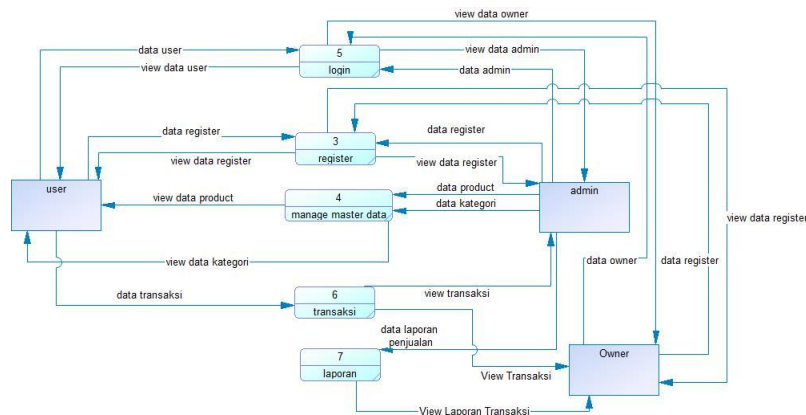 view data owner
data user
5
login
view data admin
view data user
data admin
data register
3
register
data register
view data register
view data register
user
view data product
4
manage master data
data product
data kategori
admin
view data register
view data kategori
data owner
data register
data transaksi
6
transaksi
view transaksi
data laporan
penjualan
7
laporan
View Transaksi
Owner
View Laporan Transaksi